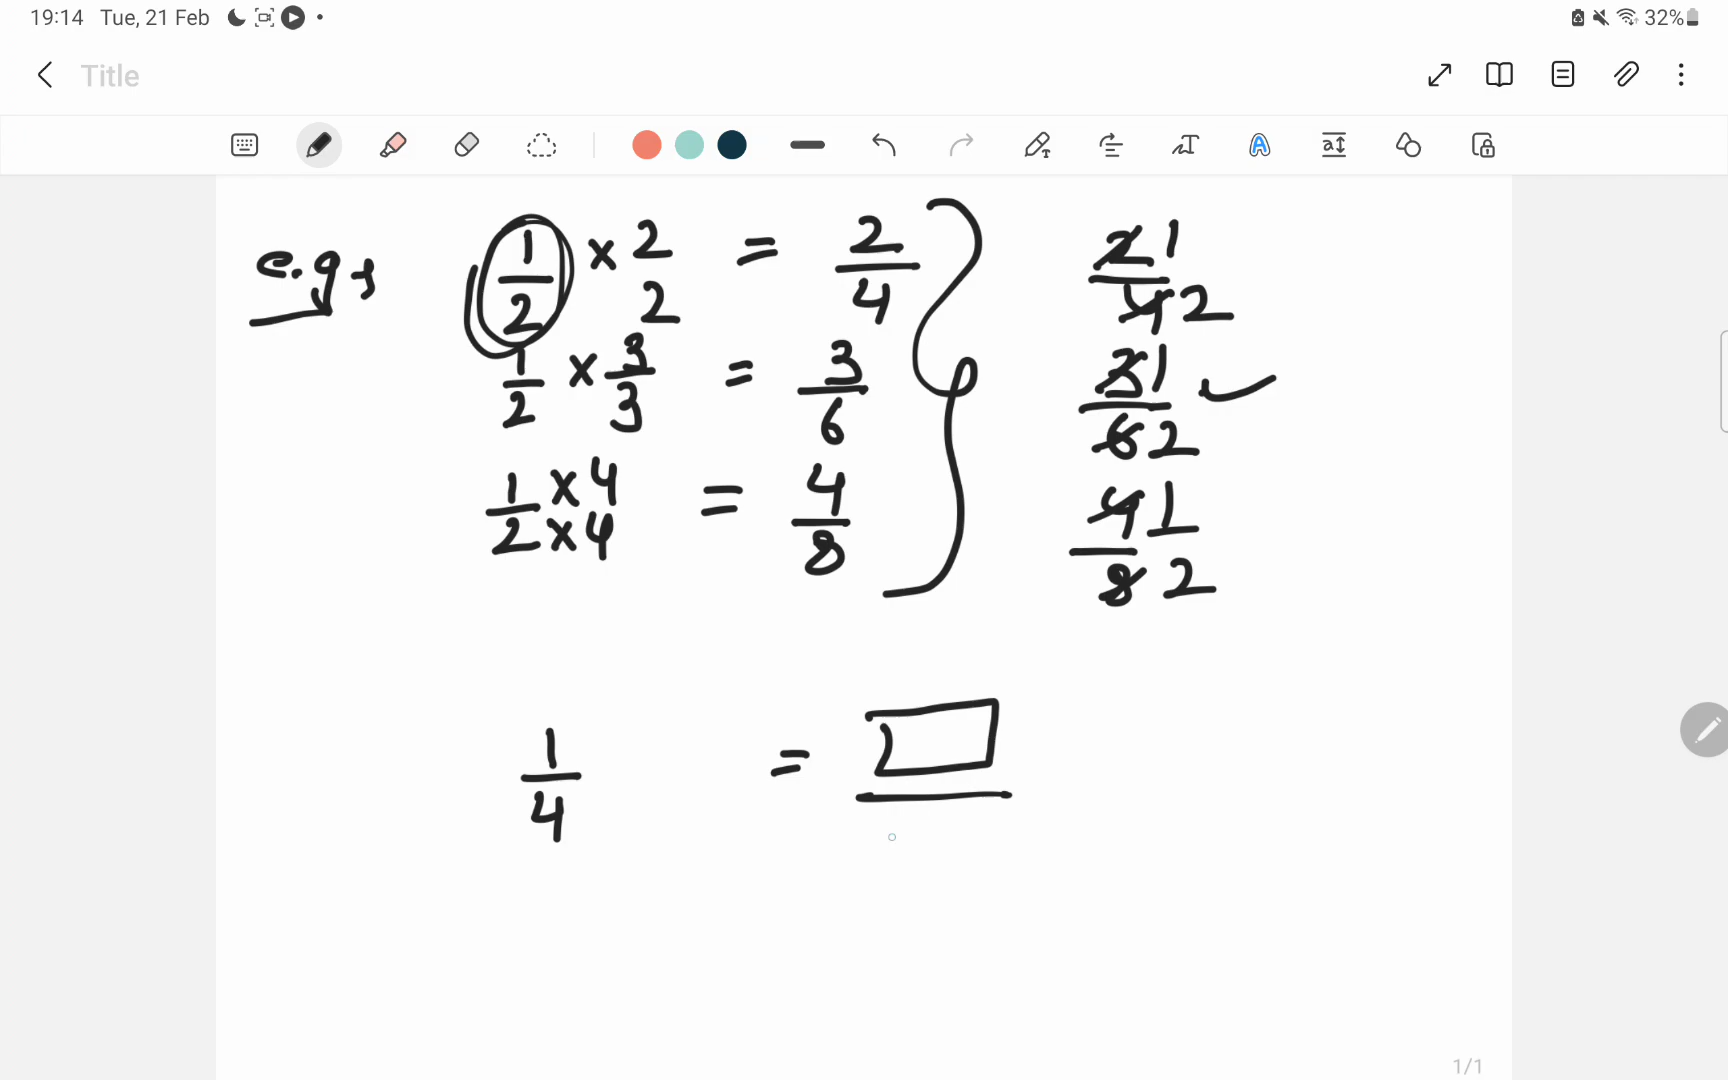 19:14 Tue, 21 Feb
32%
Title
e.g,
1/2 × 2/2 = 2/4
1/2 × 3/3 = 3/6
1/2 ×4/×4 = 4/8
2 1
4 2
3 1
6 2
4 1
8 2
1/4 =
1/1